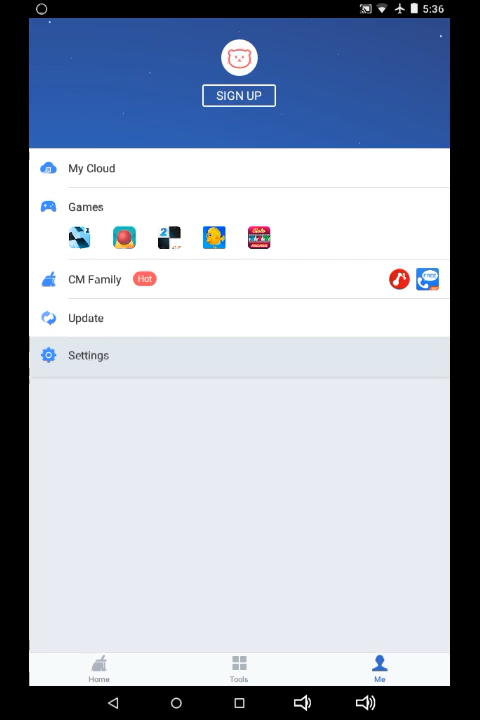 5:36
SIGN UP
My Cloud
Games
CM Family Hot
Update
Settings
Home Tools Me